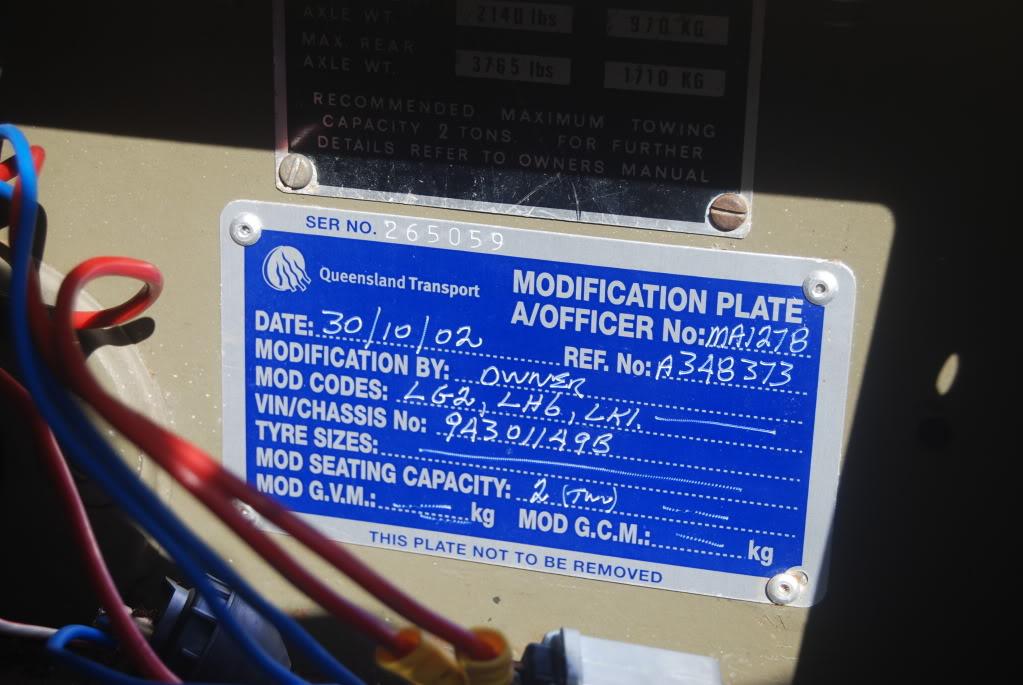 AXLE WT. 2140 lbs 970 KG
MAX. REAR
AXLE WT. 3765 lbs 1710 KG
RECOMMENDED MAXIMUM TOWING
CAPACITY 2 TONS. FOR FURTHER
DETAILS REFER TO OWNERS MANUAL
SER NO. 265059
Queensland Transport
MODIFICATION PLATE
A/OFFICER No: MA1278
DATE: 30/10/02
REF. No: A348373
MODIFICATION BY: OWNER
MOD CODES: LG2, LH6, LK1.
VIN/CHASSIS No: 9A301149B
TYRE SIZES:
MOD SEATING CAPACITY: 2 (TWO)
MOD G.V.M.: kg MOD G.C.M.: kg
THIS PLATE NOT TO BE REMOVED